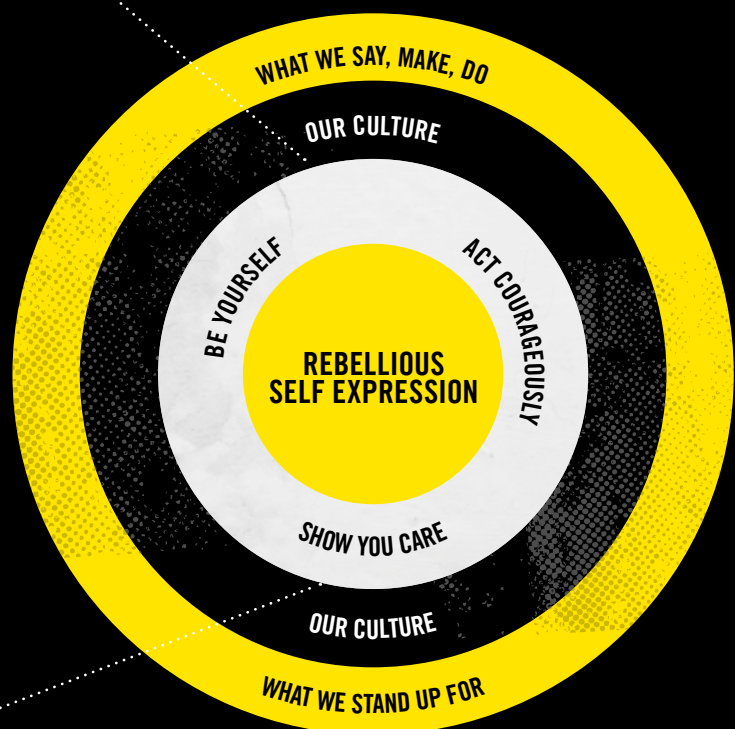 WHAT WE SAY, MAKE, DO
OUR CULTURE
BE YOURSELF
ACT COURAGEOUSLY
REBELLIOUS
SELF EXPRESSION
SHOW YOU CARE
OUR CULTURE
WHAT WE STAND UP FOR